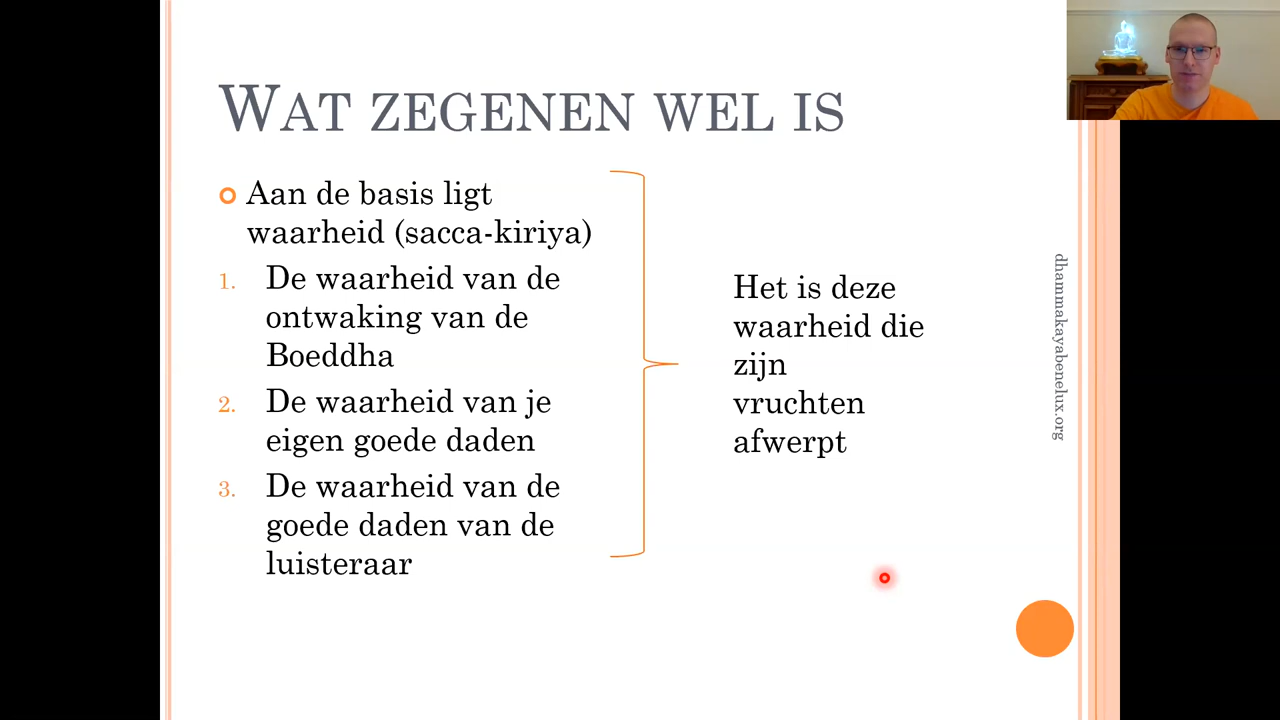 WAT ZEGENEN WEL IS
Aan de basis ligt
waarheid (sacca-kiriya)
1. De waarheid van de
ontwaking van de
Boeddha
2. De waarheid van je
eigen goede daden
3. De waarheid van de
goede daden van de
luisteraar
Het is deze
waarheid die
zijn
vruchten
afwerpt
dhammakayabenelux.org